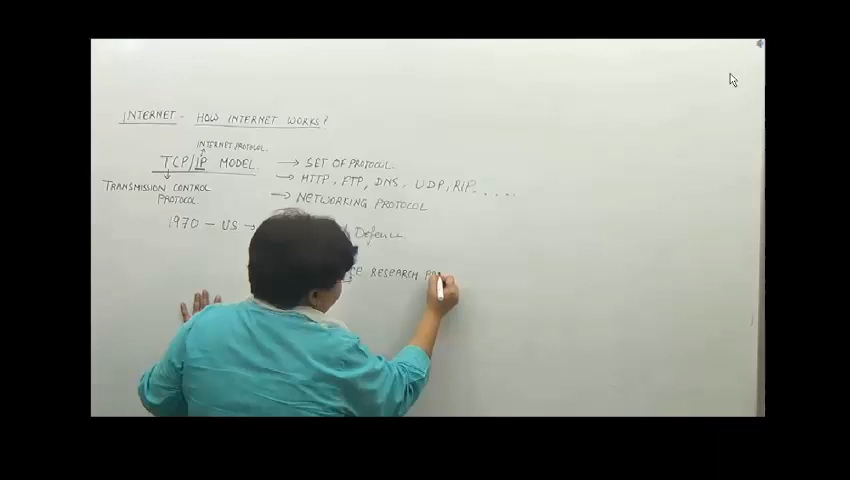 INTERNET - HOW INTERNET WORKS?
INTERNET PROTOCOL.
TCP/IP MODEL. → SET OF PROTOCOL.
→ HTTP, FTP, DNS, UDP, RIP.....
TRANSMISSION CONTROL
PROTOCOL.
→ NETWORKING PROTOCOL
1970 - US → Defence
RESEARCH